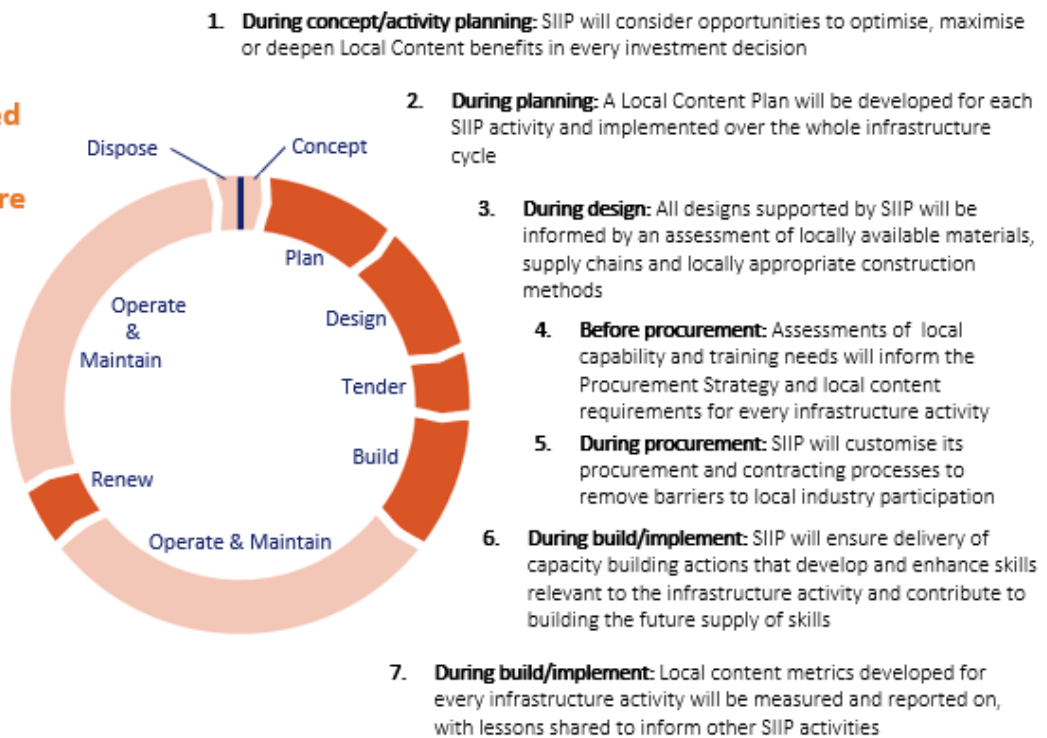 1. During concept/activity planning: SIIP will consider opportunities to optimise, maximise
or deepen Local Content benefits in every investment decision
2. During planning: A Local Content Plan will be developed for each
SIIP activity and implemented over the whole infrastructure
cycle
3. During design: All designs supported by SIIP will be
informed by an assessment of locally available materials,
supply chains and locally appropriate construction
methods
4. Before procurement: Assessments of local
capability and training needs will inform the
Procurement Strategy and local content
requirements for every infrastructure activity
5. During procurement: SIIP will customise its
procurement and contracting processes to
remove barriers to local industry participation
6. During build/implement: SIIP will ensure delivery of
capacity building actions that develop and enhance skills
relevant to the infrastructure activity and contribute to
building the future supply of skills
7. During build/implement: Local content metrics developed for
every infrastructure activity will be measured and reported on,
with lessons shared to inform other SIIP activities
Dispose
Concept
Plan
Design
Tender
Build
Operate & Maintain
Renew
Operate
&
Maintain